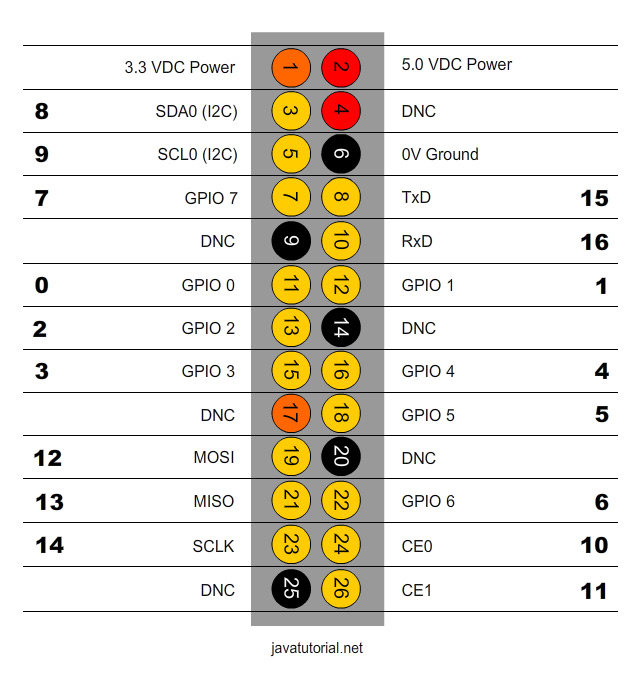 3.3 VDC Power 1 2 5.0 VDC Power
8 SDA0 (I2C) 3 4 DNC
9 SCL0 (I2C) 5 6 0V Ground
7 GPIO 7 7 8 TxD 15
DNC 9 10 RxD 16
0 GPIO 0 11 12 GPIO 1 1
2 GPIO 2 13 14 DNC
3 GPIO 3 15 16 GPIO 4 4
DNC 17 18 GPIO 5 5
12 MOSI 19 20 DNC
13 MISO 21 22 GPIO 6 6
14 SCLK 23 24 CE0 10
DNC 25 26 CE1 11
javatutorial.net